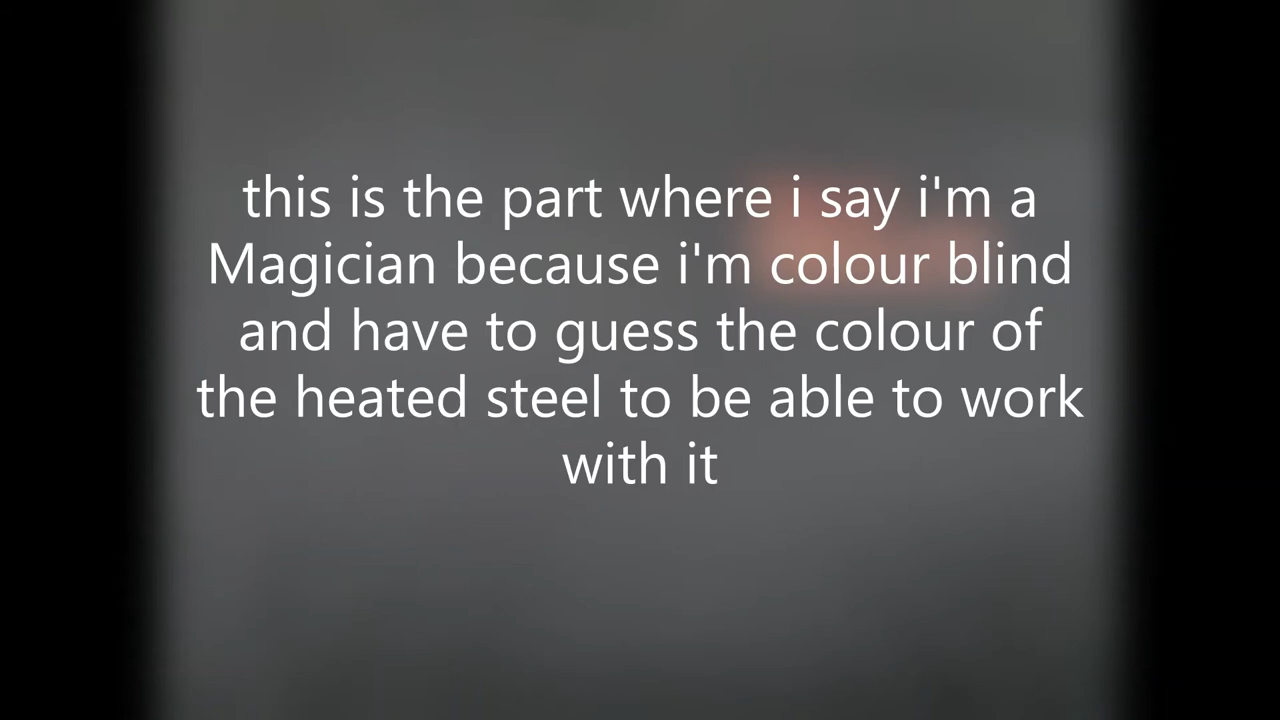 this is the part where i say i'm a
Magician because i'm colour blind
and have to guess the colour of
the heated steel to be able to work
with it